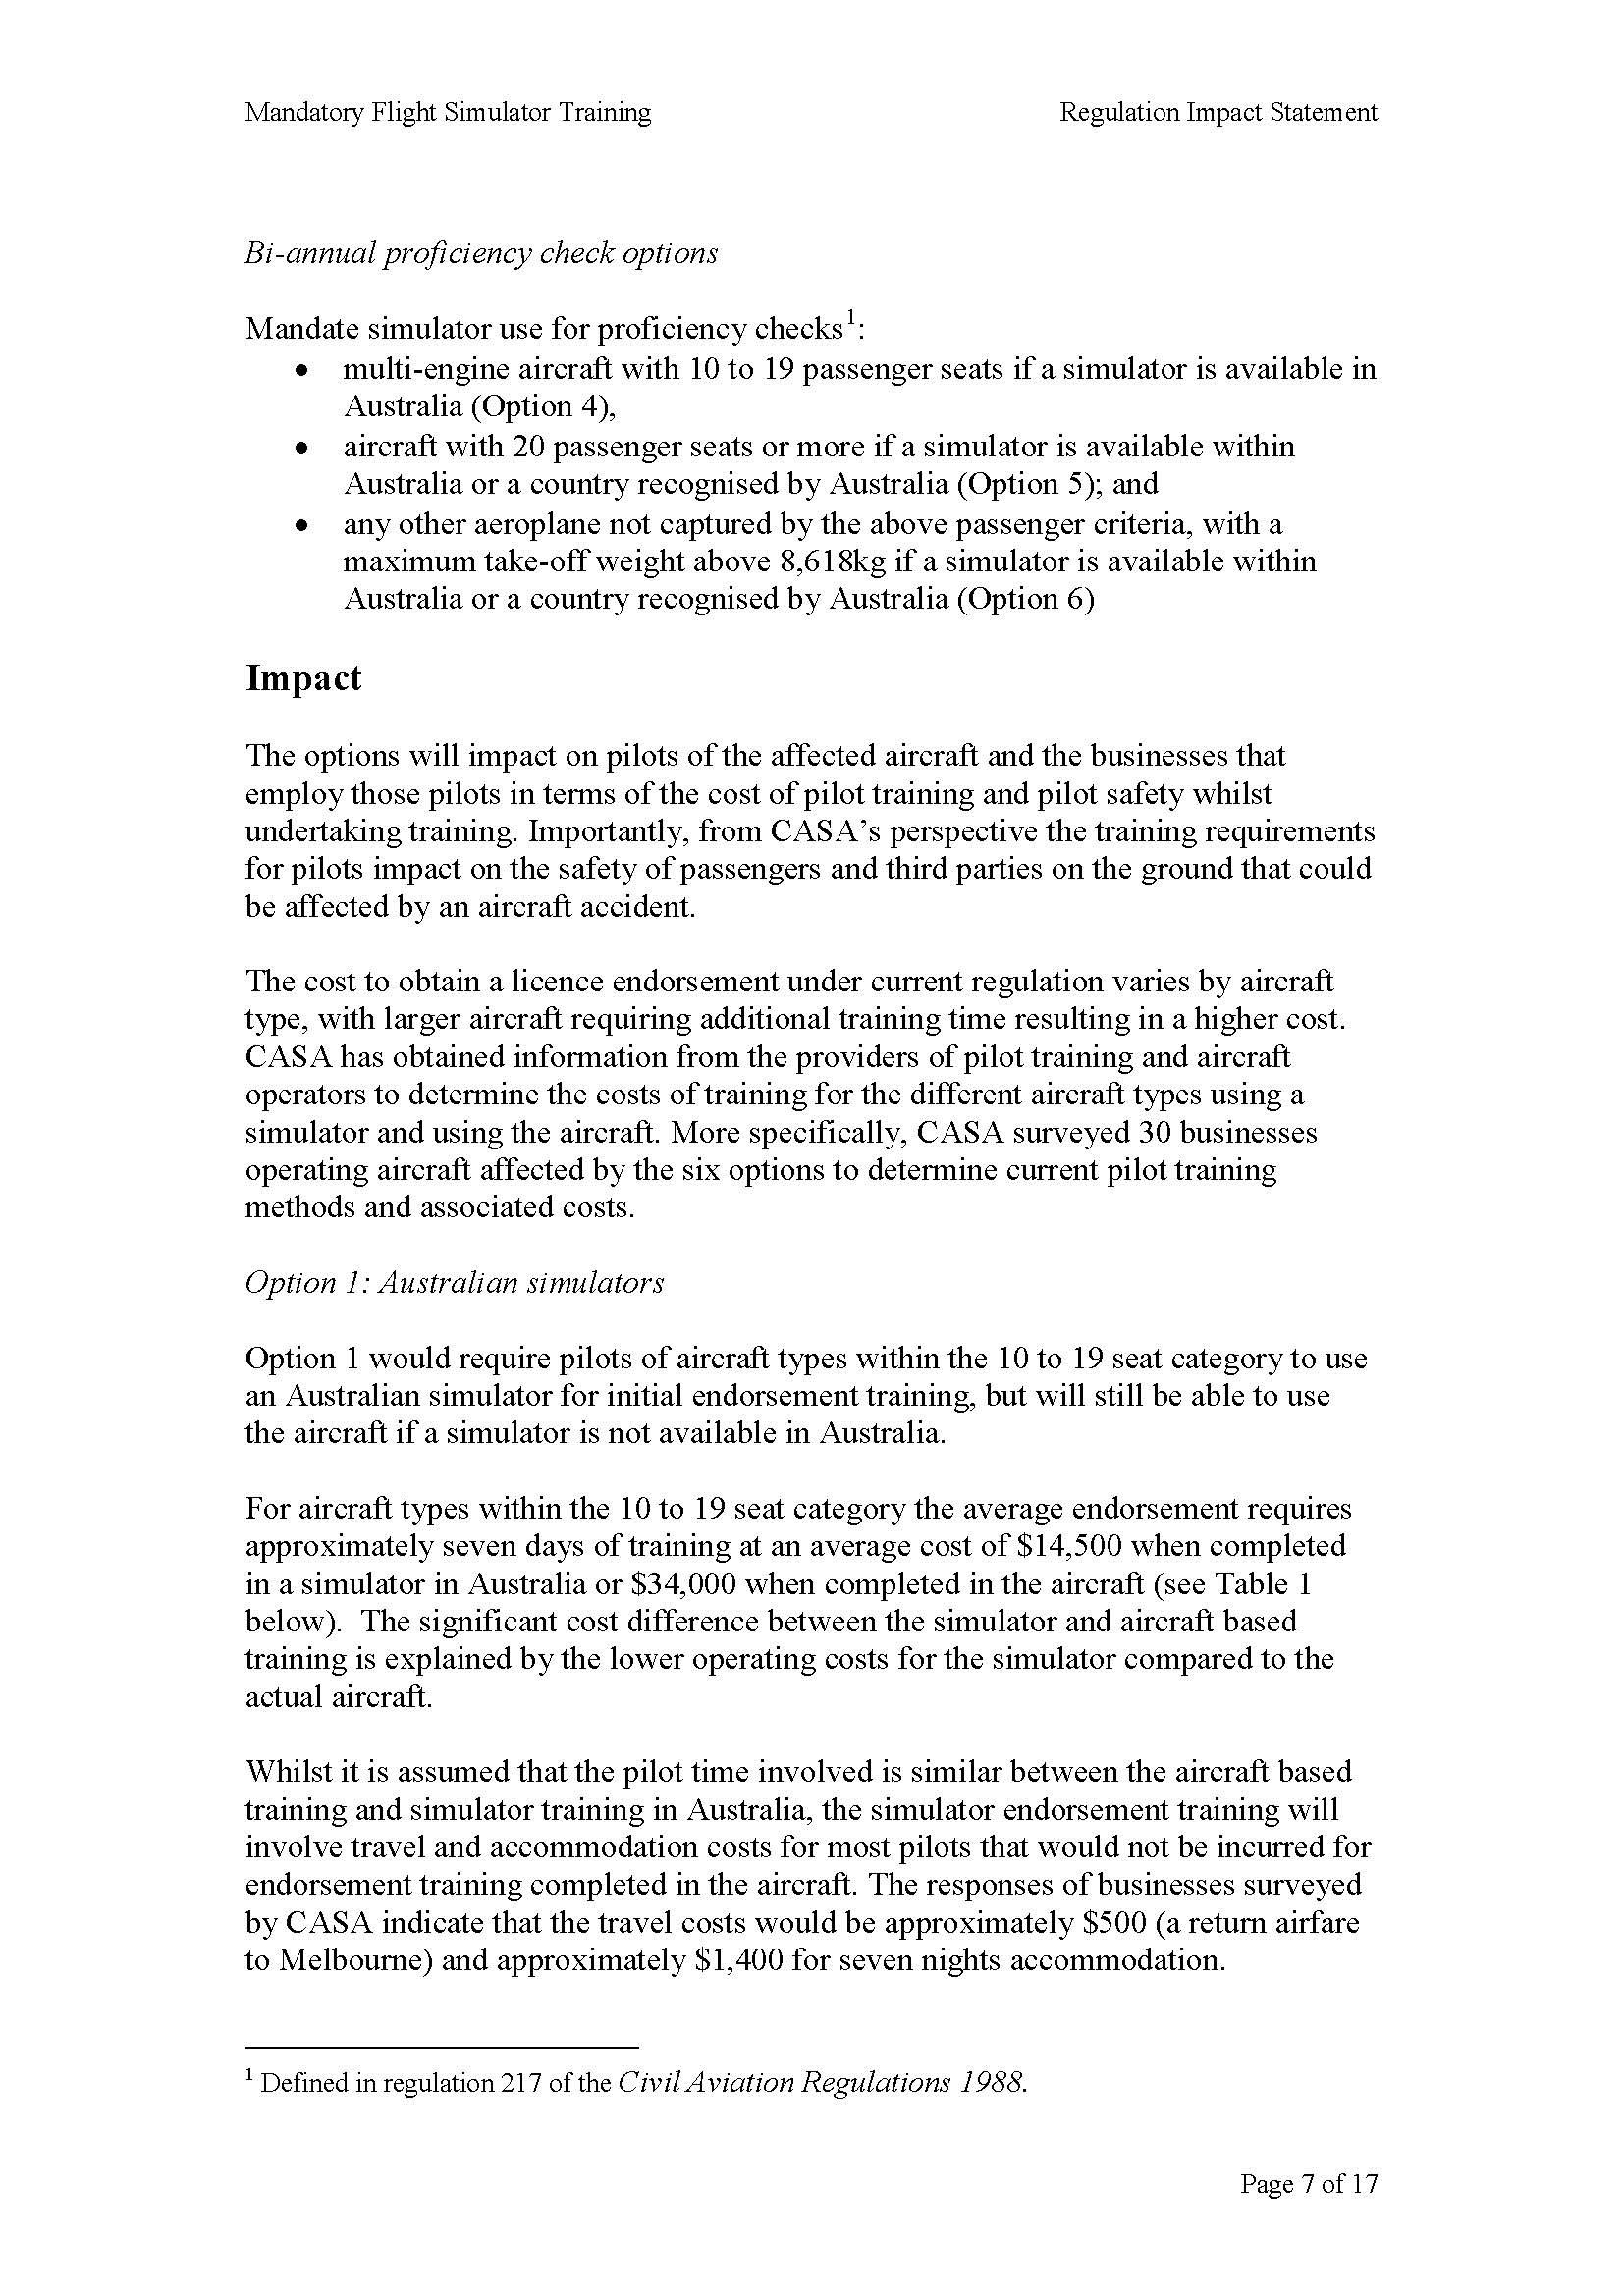 Mandatory Flight Simulator Training Regulation Impact Statement
Bi-annual proficiency check options
Mandate simulator use for proficiency checks1:
• multi-engine aircraft with 10 to 19 passenger seats if a simulator is available in
Australia (Option 4),
• aircraft with 20 passenger seats or more if a simulator is available within
Australia or a country recognised by Australia (Option 5); and
• any other aeroplane not captured by the above passenger criteria, with a
maximum take-off weight above 8,618kg if a simulator is available within
Australia or a country recognised by Australia (Option 6)
Impact
The options will impact on pilots of the affected aircraft and the businesses that
employ those pilots in terms of the cost of pilot training and pilot safety whilst
undertaking training. Importantly, from CASA’s perspective the training requirements
for pilots impact on the safety of passengers and third parties on the ground that could
be affected by an aircraft accident.
The cost to obtain a licence endorsement under current regulation varies by aircraft
type, with larger aircraft requiring additional training time resulting in a higher cost.
CASA has obtained information from the providers of pilot training and aircraft
operators to determine the costs of training for the different aircraft types using a
simulator and using the aircraft. More specifically, CASA surveyed 30 businesses
operating aircraft affected by the six options to determine current pilot training
methods and associated costs.
Option 1: Australian simulators
Option 1 would require pilots of aircraft types within the 10 to 19 seat category to use
an Australian simulator for initial endorsement training, but will still be able to use
the aircraft if a simulator is not available in Australia.
For aircraft types within the 10 to 19 seat category the average endorsement requires
approximately seven days of training at an average cost of $14,500 when completed
in a simulator in Australia or $34,000 when completed in the aircraft (see Table 1
below).  The significant cost difference between the simulator and aircraft based
training is explained by the lower operating costs for the simulator compared to the
actual aircraft.
Whilst it is assumed that the pilot time involved is similar between the aircraft based
training and simulator training in Australia, the simulator endorsement training will
involve travel and accommodation costs for most pilots that would not be incurred for
endorsement training completed in the aircraft. The responses of businesses surveyed
by CASA indicate that the travel costs would be approximately $500 (a return airfare
to Melbourne) and approximately $1,400 for seven nights accommodation.
1 Defined in regulation 217 of the Civil Aviation Regulations 1988.
Page 7 of 17